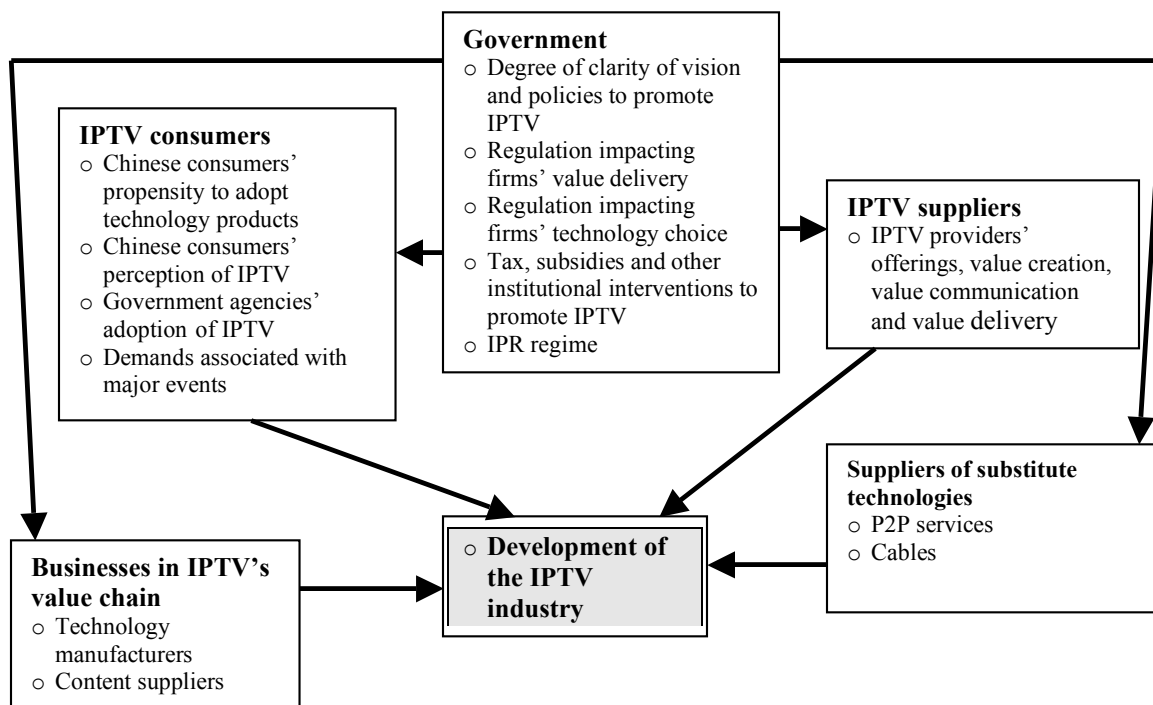 Government
○ Degree of clarity of vision
and policies to promote
IPTV
○ Regulation impacting
firms’ value delivery
○ Regulation impacting
firms’ technology choice
○ Tax, subsidies and other
institutional interventions to
promote IPTV
○ IPR regime
IPTV consumers
○ Chinese consumers’
propensity to adopt
technology products
○ Chinese consumers’
perception of IPTV
○ Government agencies’
adoption of IPTV
○ Demands associated with
major events
IPTV suppliers
○ IPTV providers’
offerings, value creation,
value communication
and value delivery
Suppliers of substitute
technologies
○ P2P services
○ Cables
○ Development of
the IPTV
industry
Businesses in IPTV’s
value chain
○ Technology
manufacturers
○ Content suppliers